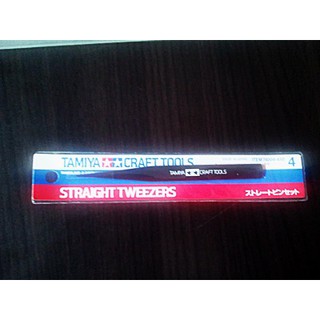 TAMIYA CRAFT TOOLS 4
TAMIYA CRAFT TOOLS
STRAIGHT TWEEZERS ストレートピンセット